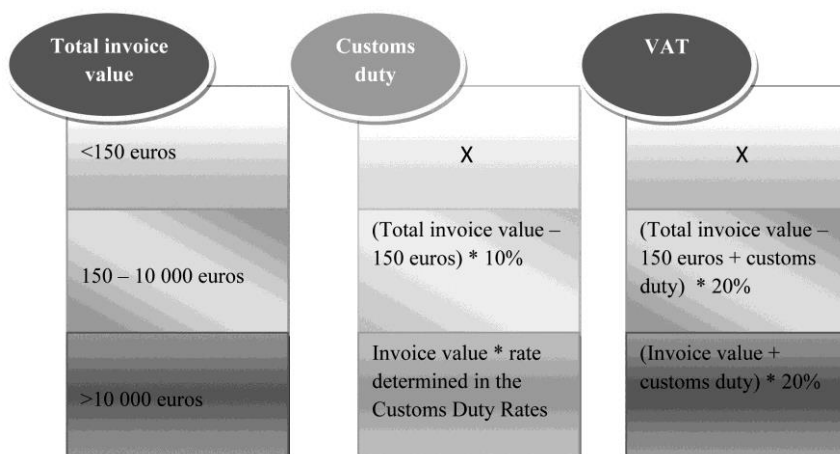 Total invoice
value
Customs
duty
VAT
<150 euros
X
X
150 – 10 000 euros
(Total invoice value –
150 euros) * 10%
(Total invoice value –
150 euros + customs
duty) * 20%
>10 000 euros
Invoice value * rate
determined in the
Customs Duty Rates
(Invoice value +
customs duty) * 20%